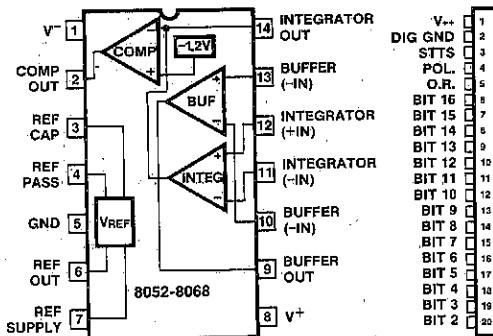 V-
1
COMP OUT
2
REF CAP
3
REF PASS.
4
GND
5
REF OUT
6
REF SUPPLY
7
COMP
-1.2V
BUF
INTEG
VREF
8052-8068
14
INTEGRATOR OUT
13
BUFFER (-IN)
12
INTEGRATOR (+IN)
11
INTEGRATOR (-IN)
10
BUFFER (-IN)
9
BUFFER OUT
8
V+
V++ 1
DIG GND 2
STTS 3
POL. 4
O.R. 5
BIT 16 6
BIT 15 7
BIT 14 8
BIT 13 9
BIT 12 10
BIT 11 11
BIT 10 12
BIT 9 13
BIT 8 14
BIT 7 15
BIT 6 16
BIT 5 17
BIT 4 18
BIT 3 19
BIT 2 20